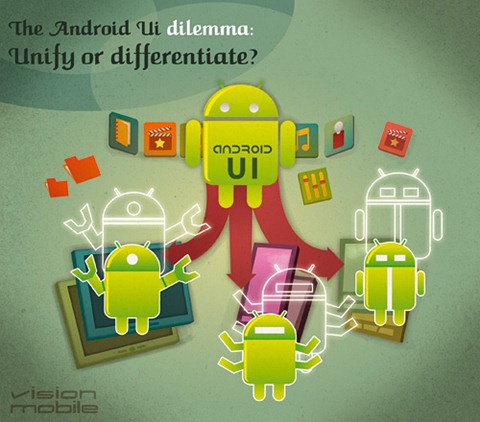 The Android Ui dilemma:
Unify or differentiate?
ANDROID
UI
vision
mobile